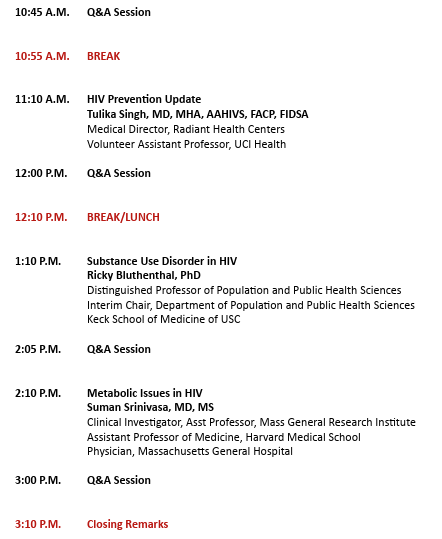 10:45 A.M. Q&A Session
10:55 A.M. BREAK
11:10 A.M. HIV Prevention Update
Tulika Singh, MD, MHA, AAHIVS, FACP, FIDSA
Medical Director, Radiant Health Centers
Volunteer Assistant Professor, UCI Health
12:00 P.M. Q&A Session
12:10 P.M. BREAK/LUNCH
1:10 P.M. Substance Use Disorder in HIV
Ricky Bluthenthal, PhD
Distinguished Professor of Population and Public Health Sciences
Interim Chair, Department of Population and Public Health Sciences
Keck School of Medicine of USC
2:05 P.M. Q&A Session
2:10 P.M. Metabolic Issues in HIV
Suman Srinivasa, MD, MS
Clinical Investigator, Asst Professor, Mass General Research Institute
Assistant Professor of Medicine, Harvard Medical School
Physician, Massachusetts General Hospital
3:00 P.M. Q&A Session
3:10 P.M. Closing Remarks